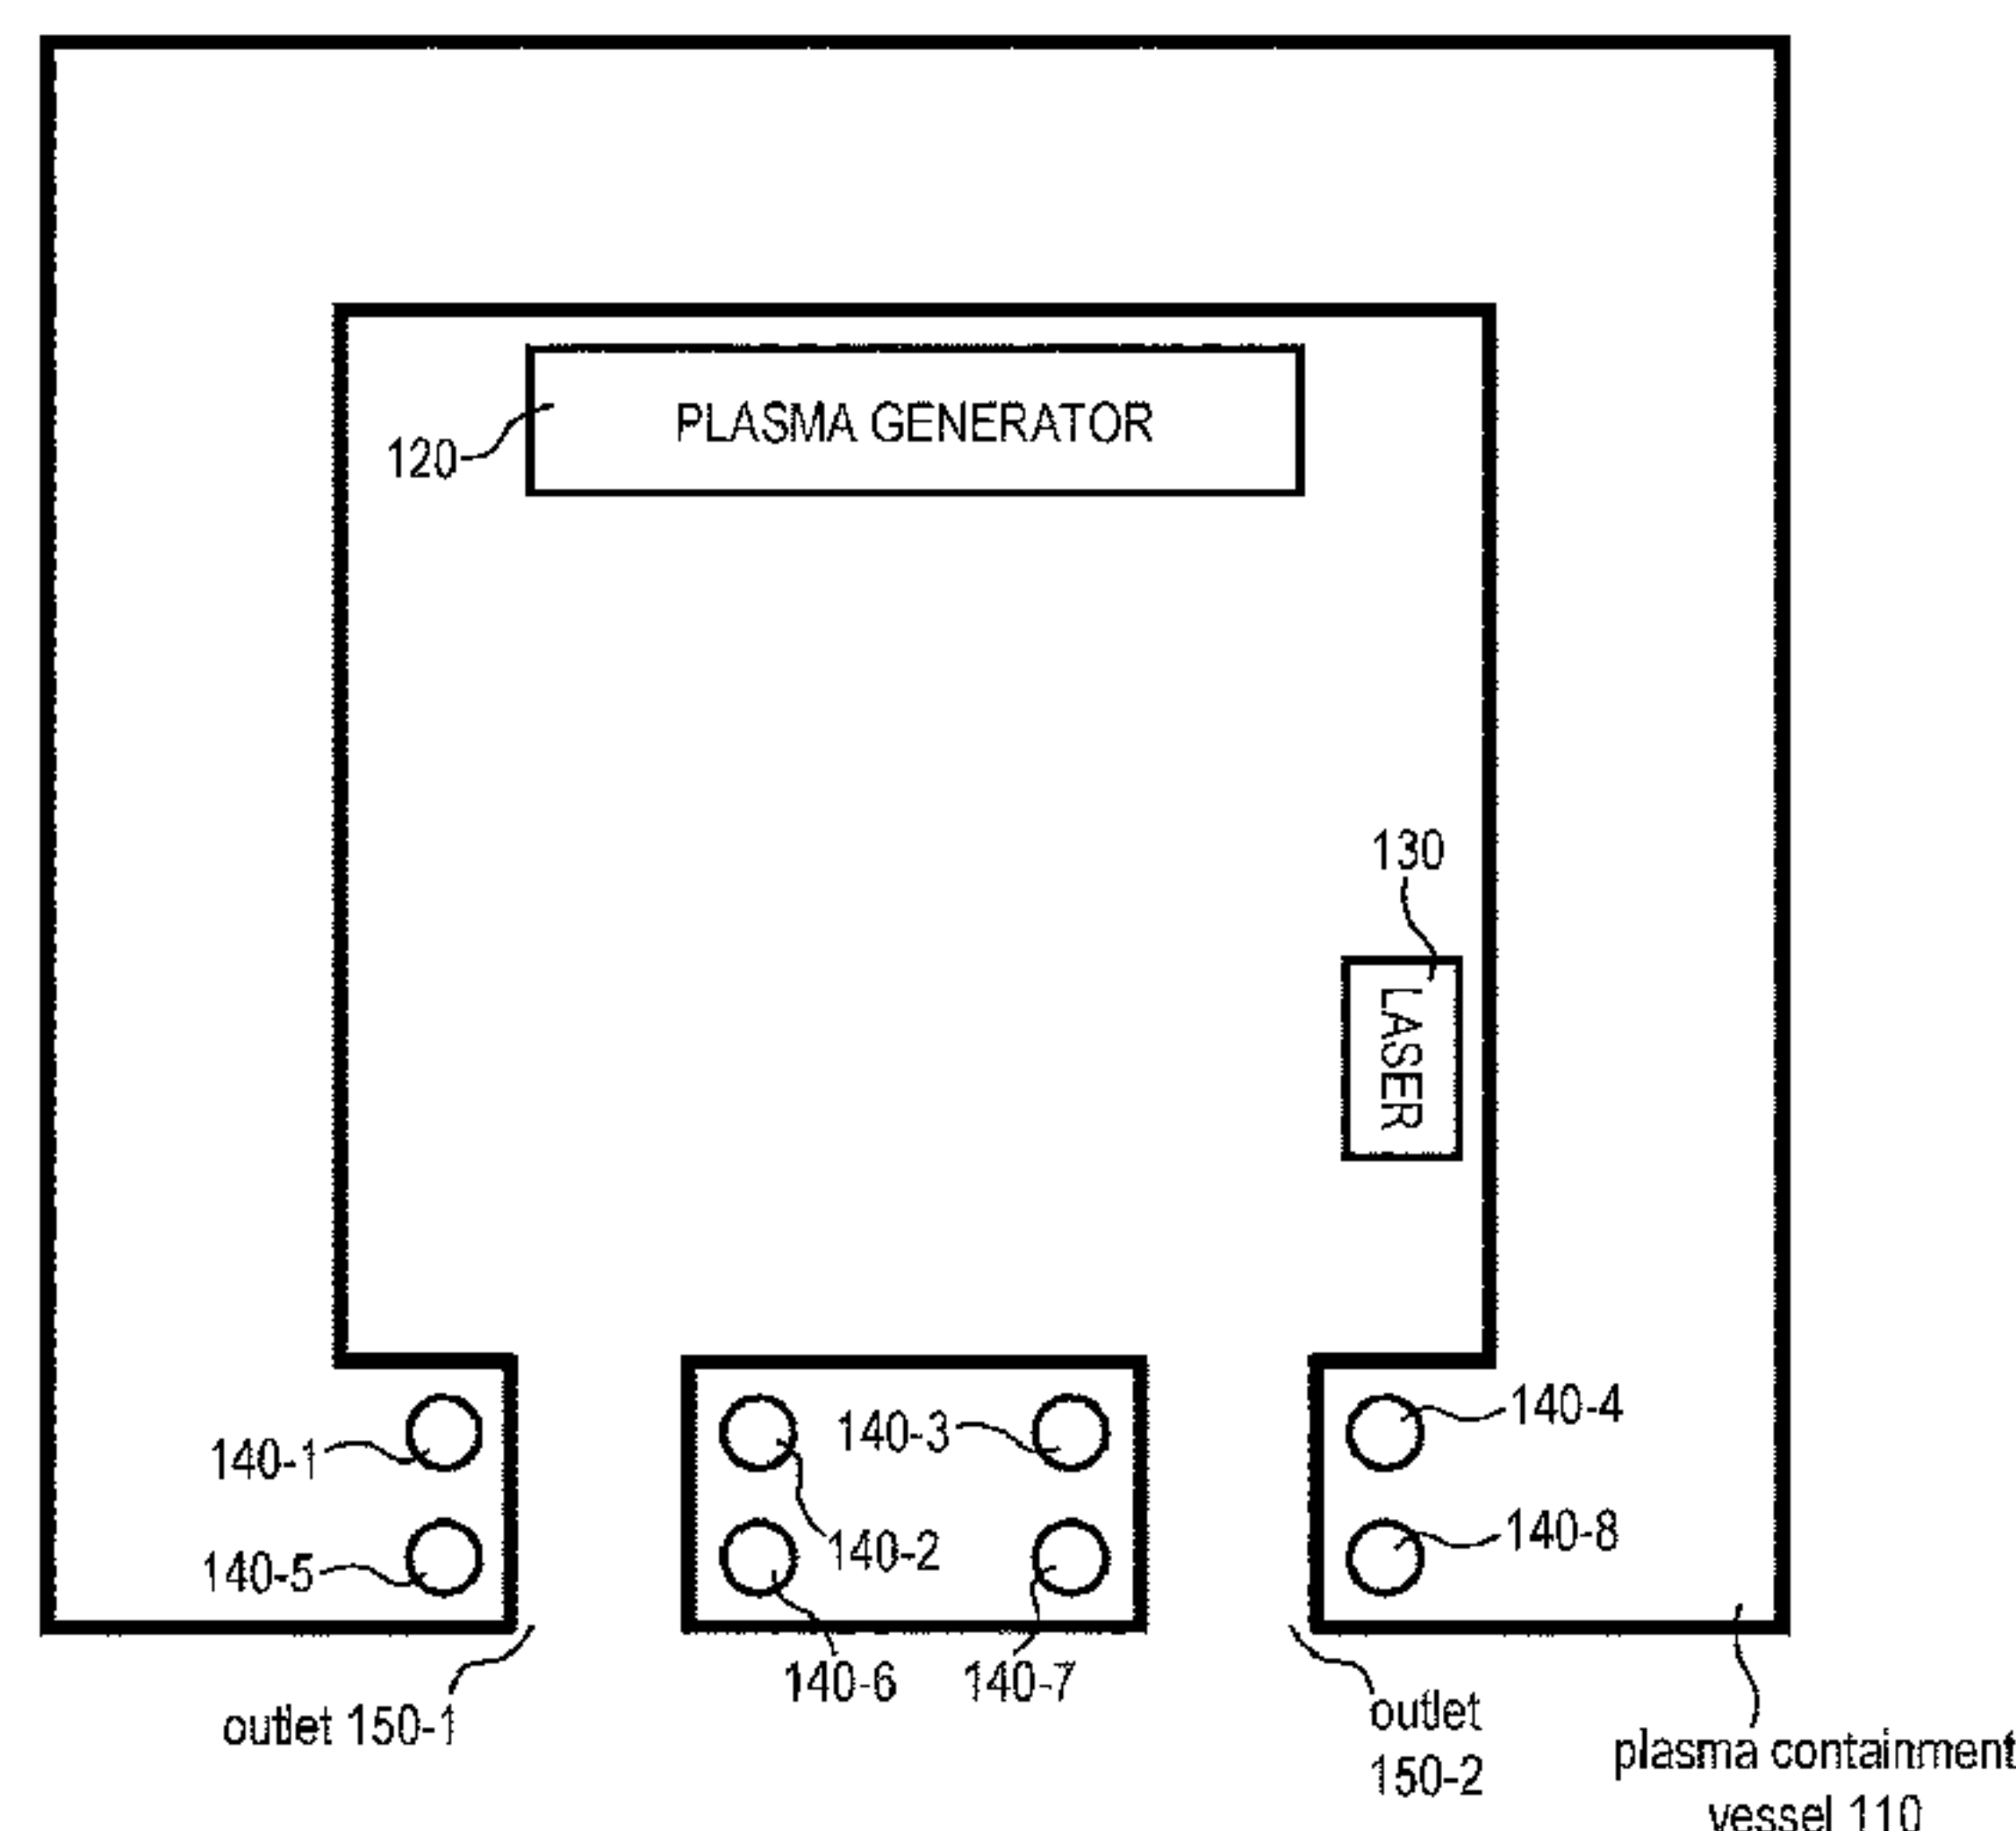 PLASMA GENERATOR
120
130
LASER
140-4
140-3
140-1
140-8
140-2
140-5
140-6
140-7
outlet 150-1
outlet
150-2
plasma containment
vessel 110